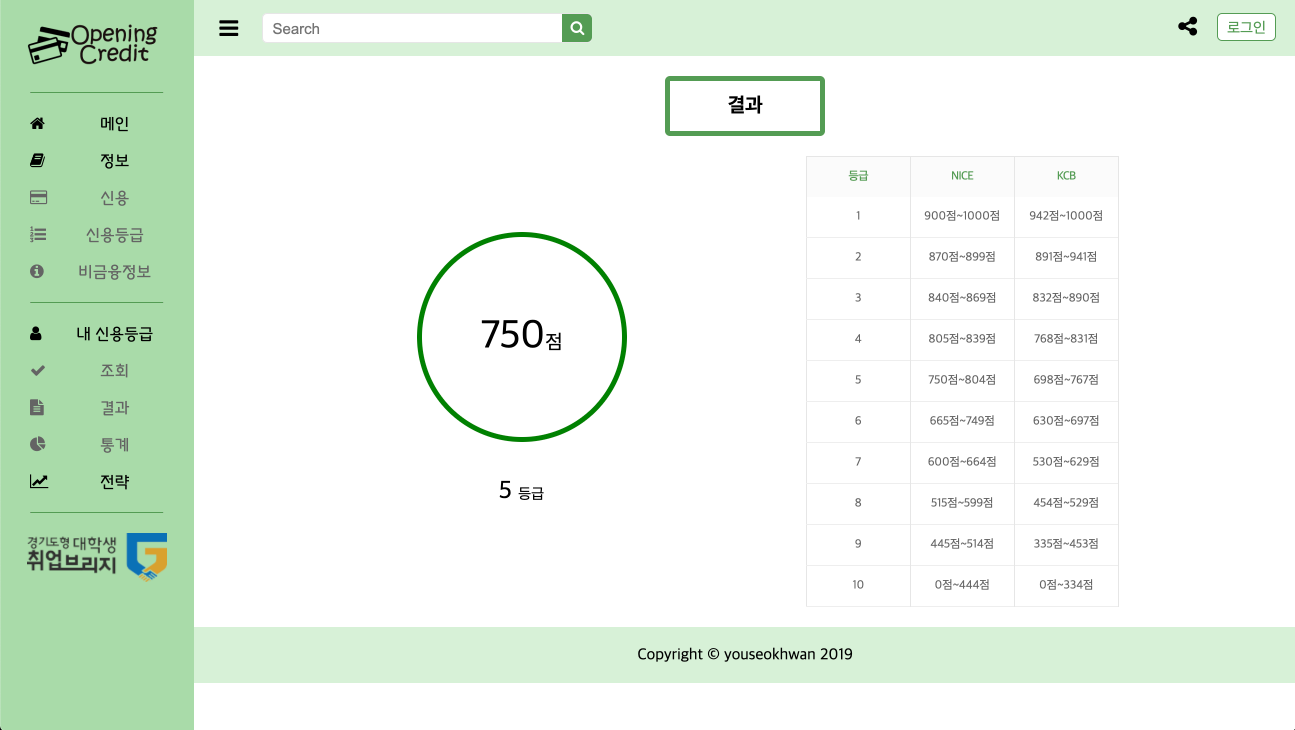 Opening
Credit
메인
정보
신용
신용등급
비금융정보
내 신용등급
조회
결과
통계
전략
경기도형 대학생
취업브리지
Search
로그인
결과
750점
5 등급
등급 NICE KCB
1 900점~1000점 942점~1000점
2 870점~899점 891점~941점
3 840점~869점 832점~890점
4 805점~839점 768점~831점
5 750점~804점 698점~767점
6 665점~749점 630점~697점
7 600점~664점 530점~629점
8 515점~599점 454점~529점
9 445점~514점 335점~453점
10 0점~444점 0점~334점
Copyright © youseokhwan 2019